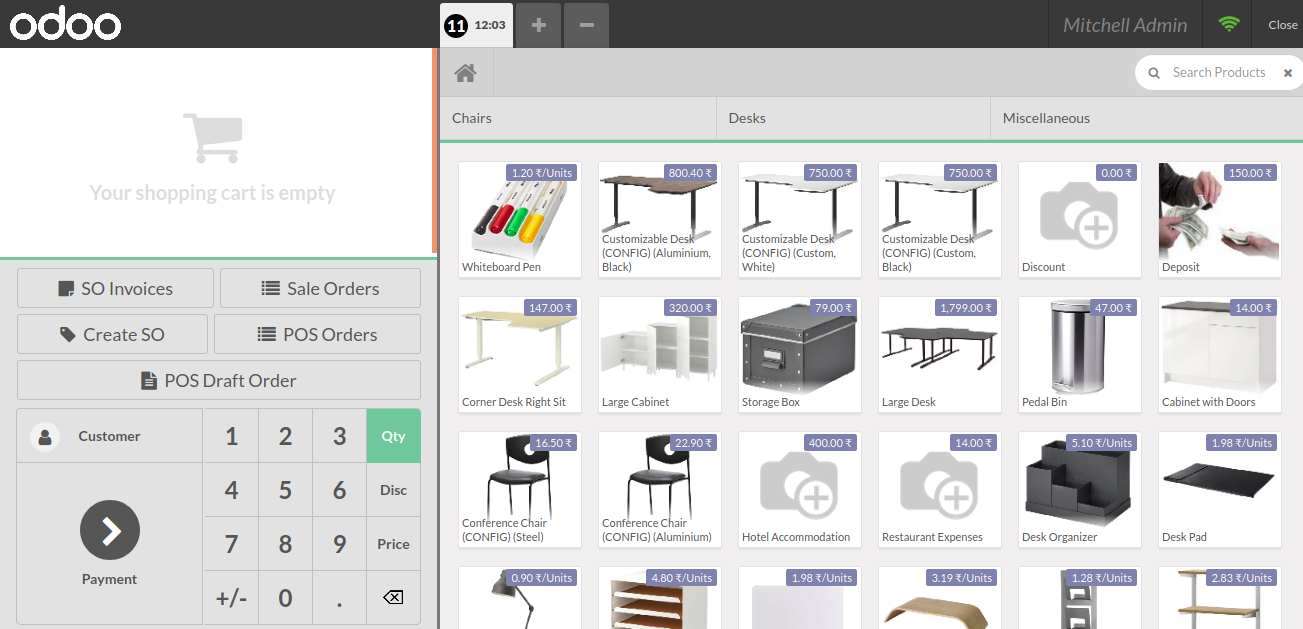 odoo
11 12:03 + −
Mitchell Admin
Close
Your shopping cart is empty
SO Invoices
Sale Orders
Create SO
POS Orders
POS Draft Order
Customer
1 2 3 Qty
4 5 6 Disc
7 8 9 Price
+/- 0 .
Payment
Search Products
Chairs
Desks
Miscellaneous
1.20 ₹/Units
Whiteboard Pen
800.40 ₹
Customizable Desk
(CONFIG) (Aluminium,
Black)
750.00 ₹
Customizable Desk
(CONFIG) (Custom,
White)
750.00 ₹
Customizable Desk
(CONFIG) (Custom,
Black)
0.00 ₹
Discount
150.00 ₹
Deposit
147.00 ₹
Corner Desk Right Sit
320.00 ₹
Large Cabinet
79.00 ₹
Storage Box
1,799.00 ₹
Large Desk
47.00 ₹
Pedal Bin
14.00 ₹
Cabinet with Doors
16.50 ₹
Conference Chair
(CONFIG) (Steel)
22.90 ₹
Conference Chair
(CONFIG) (Aluminium)
400.00 ₹
Hotel Accommodation
14.00 ₹
Restaurant Expenses
5.10 ₹/Units
Desk Organizer
1.98 ₹/Units
Desk Pad
0.90 ₹/Units
4.80 ₹/Units
1.98 ₹/Units
3.19 ₹/Units
1.28 ₹/Units
2.83 ₹/Units